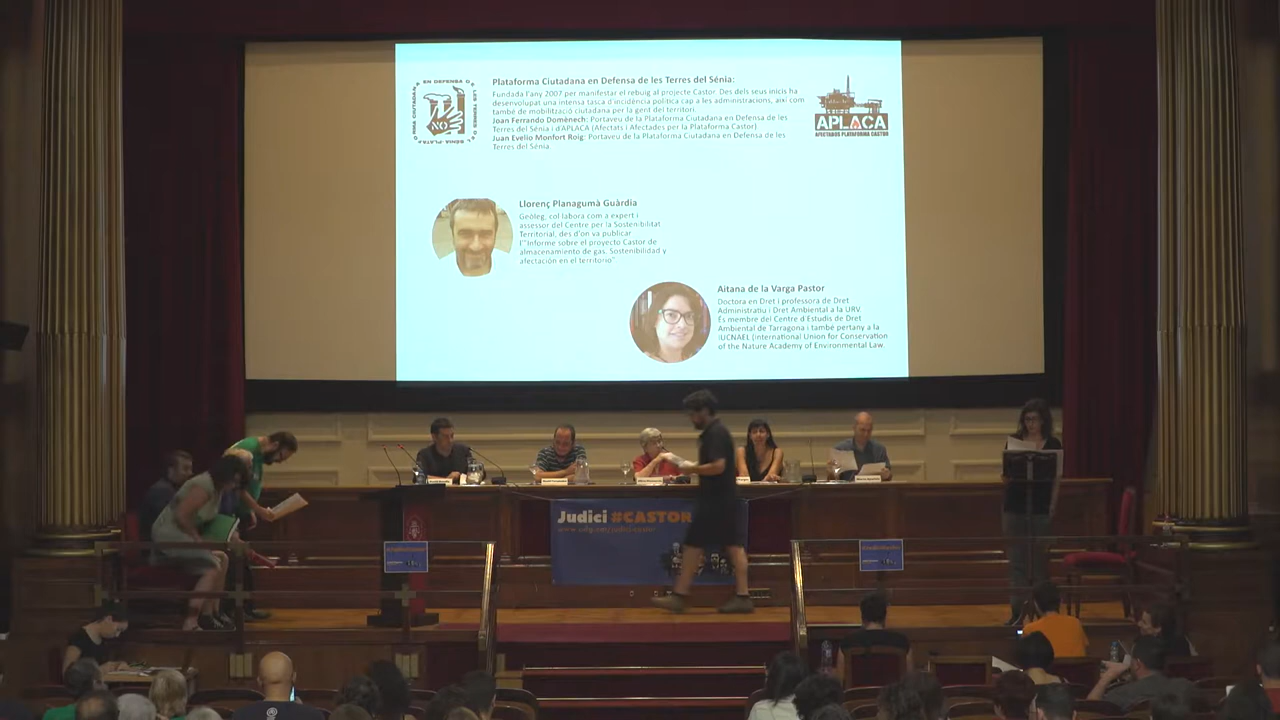 Plataforma Ciutadana en Defensa de les Terres del Sénia:
Fundada l'any 2007 per manifestar el rebuig al projecte Castor. Des dels seus inicis ha
desenvolupat una intensa tasca d'incidència política cap a les administracions, així com
també de mobilització ciutadana per la gent del territori.
Joan Ferrando Domènech: Portaveu de la Plataforma Ciutadana en Defensa de les
Terres del Sénia i d'APLACA (Afectats i Afectades per la Plataforma Castor)
Juan Evelio Monfort Roig: Portaveu de la Plataforma Ciutadana en Defensa de les
Terres del Sénia
EN DEFENSA
NO
APLACA
AFECTADAS PLATAFORMA CASTOR
Llorenç Planagumà Guàrdia
Geòleg, col·labora com a expert i
assessor del Centre per la Sostenibilitat
Territorial, des d'on va publicar
l'"Informe sobre el proyecto Castor de
almacenamiento de gas. Sostenibilidad y
afectación en el territorio"
Aitana de la Varga Pastor
Doctora en Dret i professora de Dret
Administratiu i Dret Ambiental a la URV.
És membre del Centre d'Estudis de Dret
Ambiental de Tarragona i també pertany a la
IUCNAEL (International Union for Conservation
of the Nature Academy of Environmental Law.
Judici #CASTOR